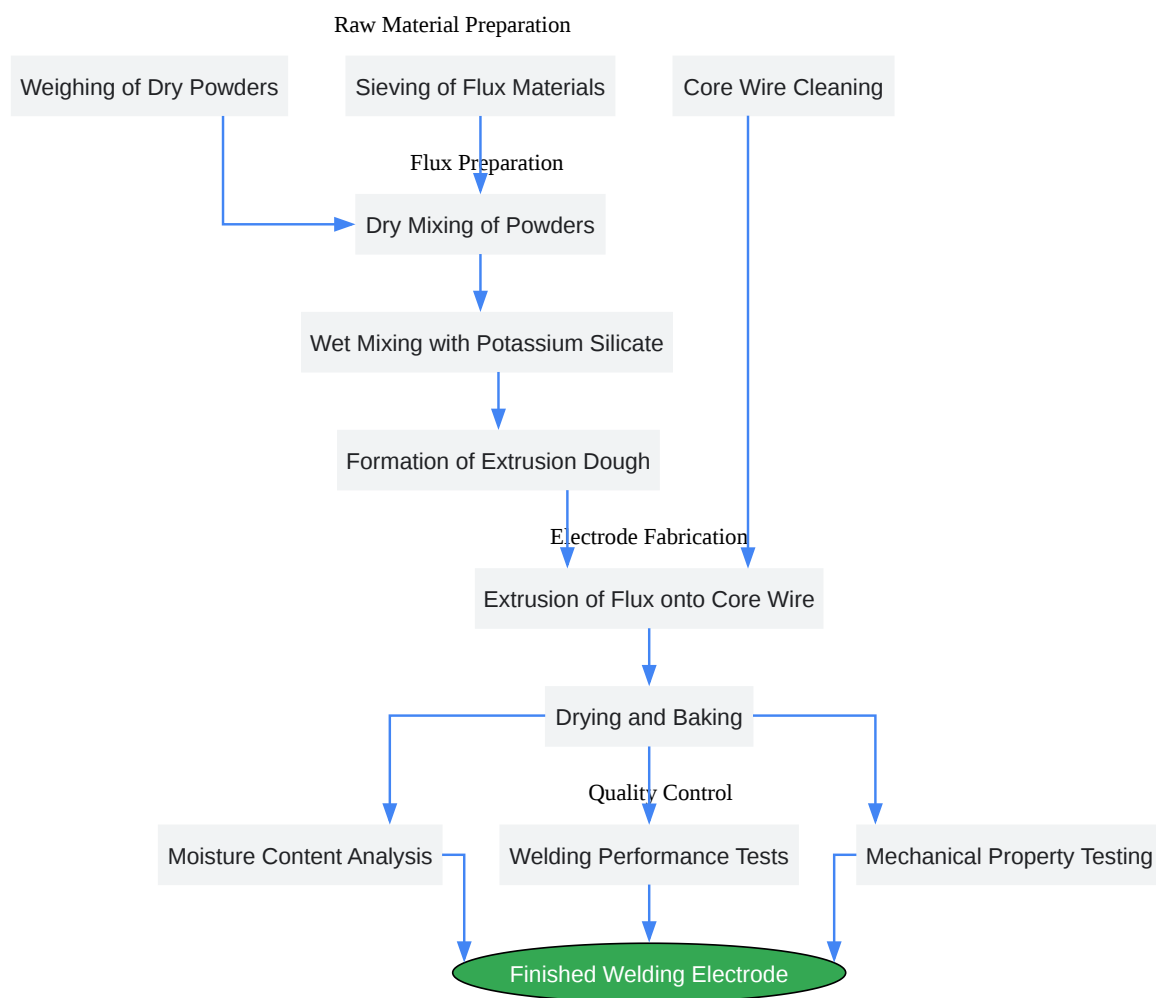 Raw Material Preparation
Weighing of Dry Powders
Sieving of Flux Materials
Core Wire Cleaning
Flux Preparation
Dry Mixing of Powders
Wet Mixing with Potassium Silicate
Formation of Extrusion Dough
Electrode Fabrication
Extrusion of Flux onto Core Wire
Drying and Baking
Quality Control
Moisture Content Analysis
Welding Performance Tests
Mechanical Property Testing
Finished Welding Electrode